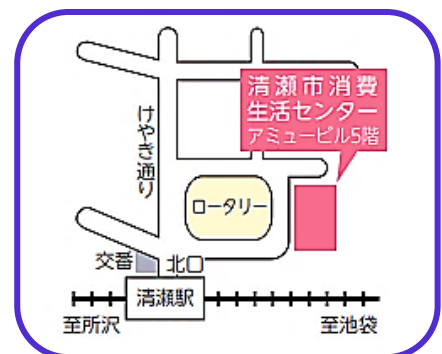 清瀬市消費
生活センター
アミュービル5階
けやき通り
ロータリー
交番
北口
清瀬駅
至所沢
至池袋